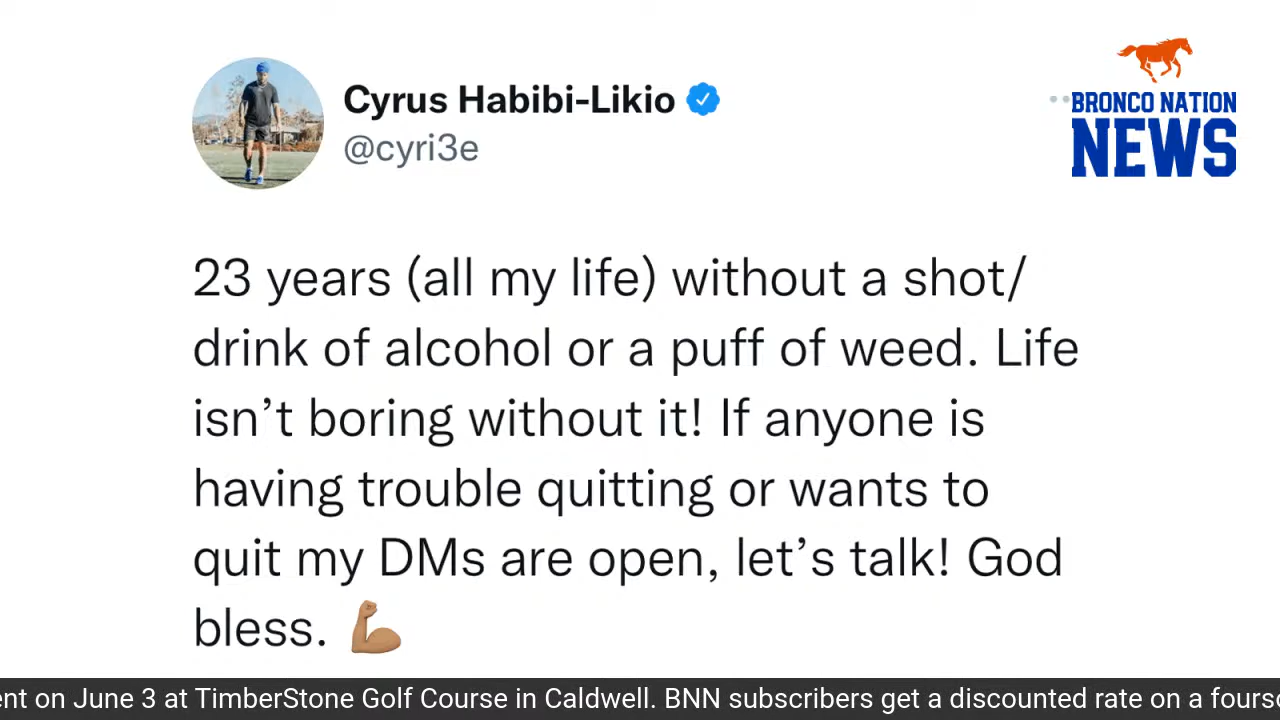 Cyrus Habibi-Likio
@cyri3e
BRONCO NATION
NEWS
23 years (all my life) without a shot/
drink of alcohol or a puff of weed. Life
isn’t boring without it! If anyone is
having trouble quitting or wants to
quit my DMs are open, let’s talk! God
bless. 💪🏽
on June 3 at TimberStone Golf Course in Caldwell. BNN subscribers get a discounted rate on a